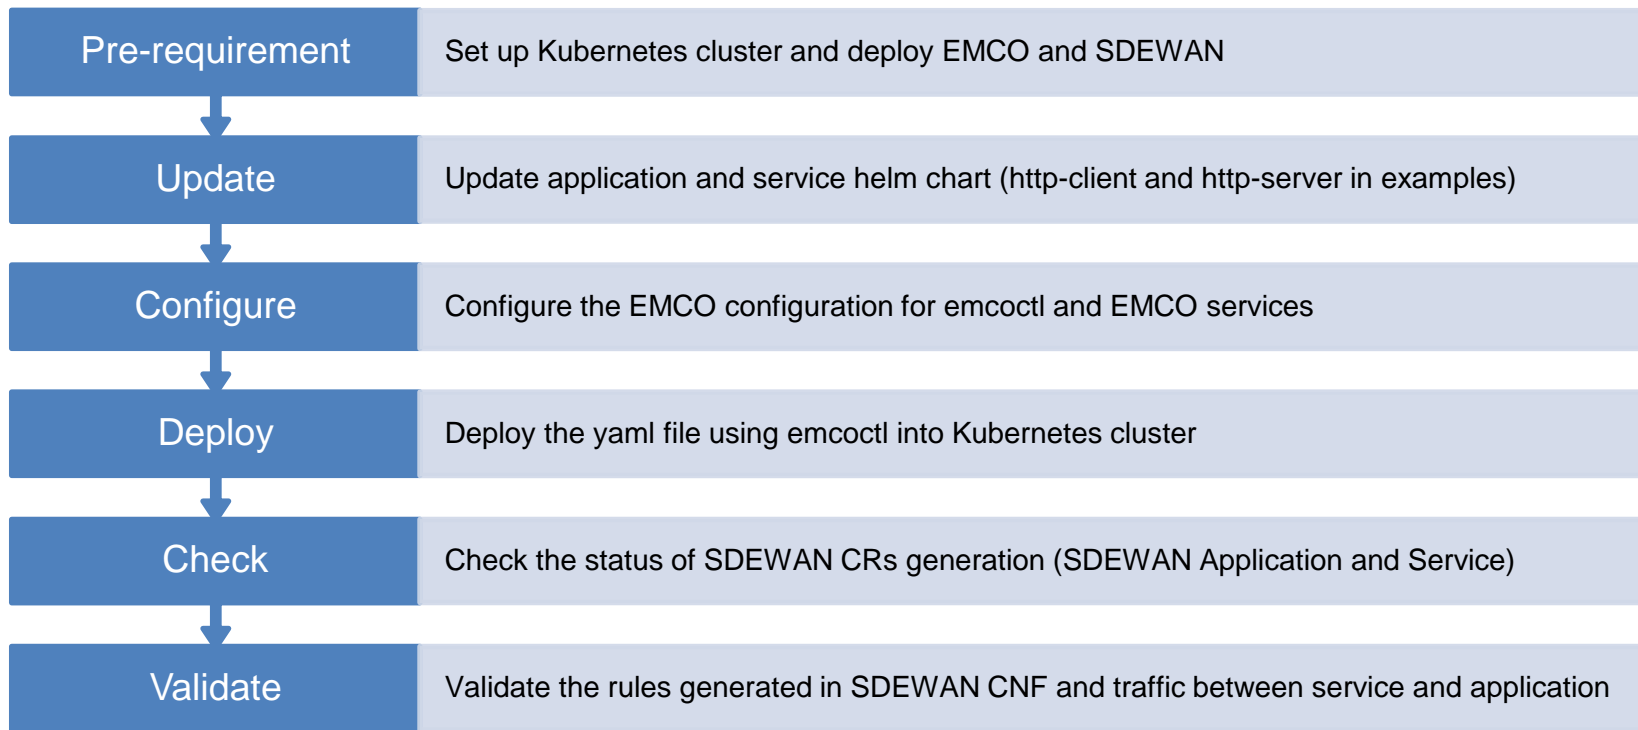 Pre-requirement
Set up Kubernetes cluster and deploy EMCO and SDEWAN
Update
Update application and service helm chart (http-client and http-server in examples)
Configure
Configure the EMCO configuration for emcoctl and EMCO services
Deploy
Deploy the yaml file using emcoctl into Kubernetes cluster
Check
Check the status of SDEWAN CRs generation (SDEWAN Application and Service)
Validate
Validate the rules generated in SDEWAN CNF and traffic between service and application